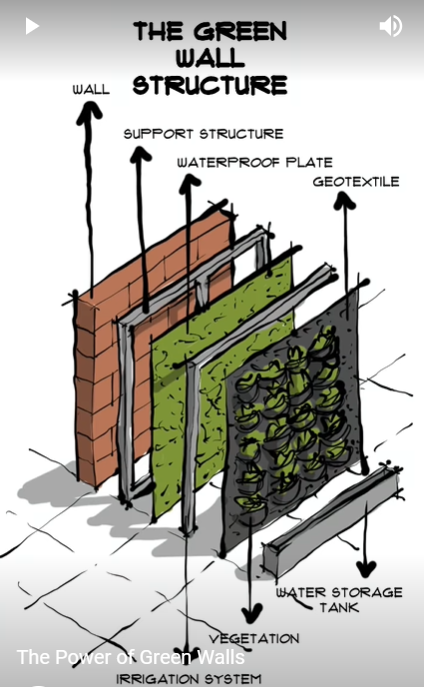 THE GREEN
WALL
STRUCTURE
WALL
SUPPORT STRUCTURE
WATERPROOF PLATE
GEOTEXTILE
WATER STORAGE
TANK
VEGETATION
The Power of Green Walls
IRRIGATION SYSTEM